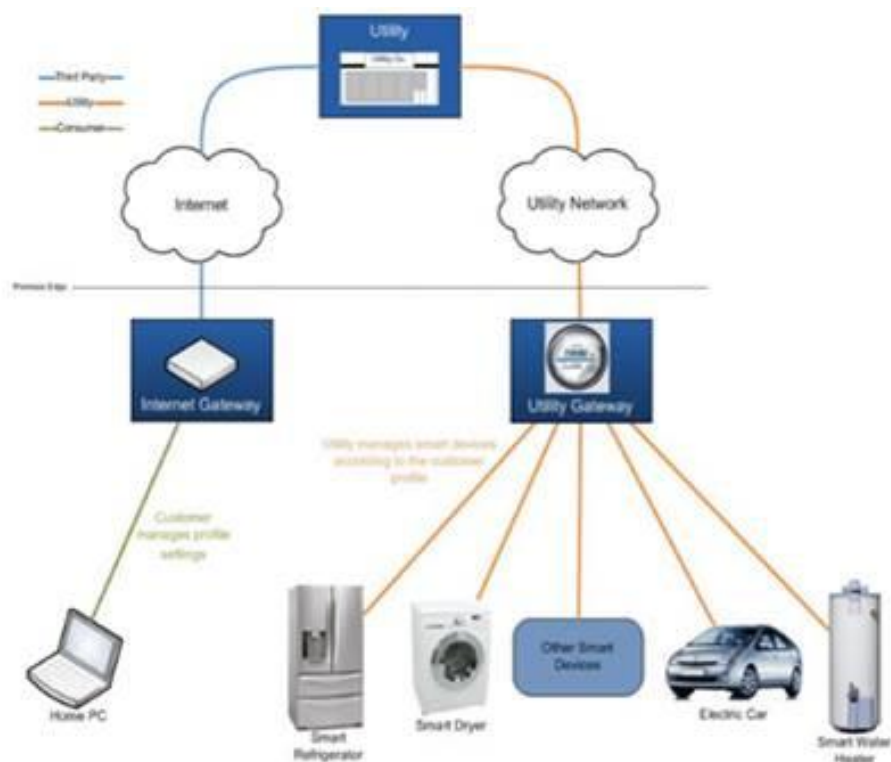 Utility
Utility Co.
Third Party
Utility
Consumer
Internet
Utility Network
Premise Edge
Internet Gateway
Utility Gateway
Utility manages smart devices
according to the customer
profile
Customer
manages profile
settings
Home PC
Smart
Refrigerator
Smart Dryer
Other Smart
Devices
Electric Car
Smart Water
Heater